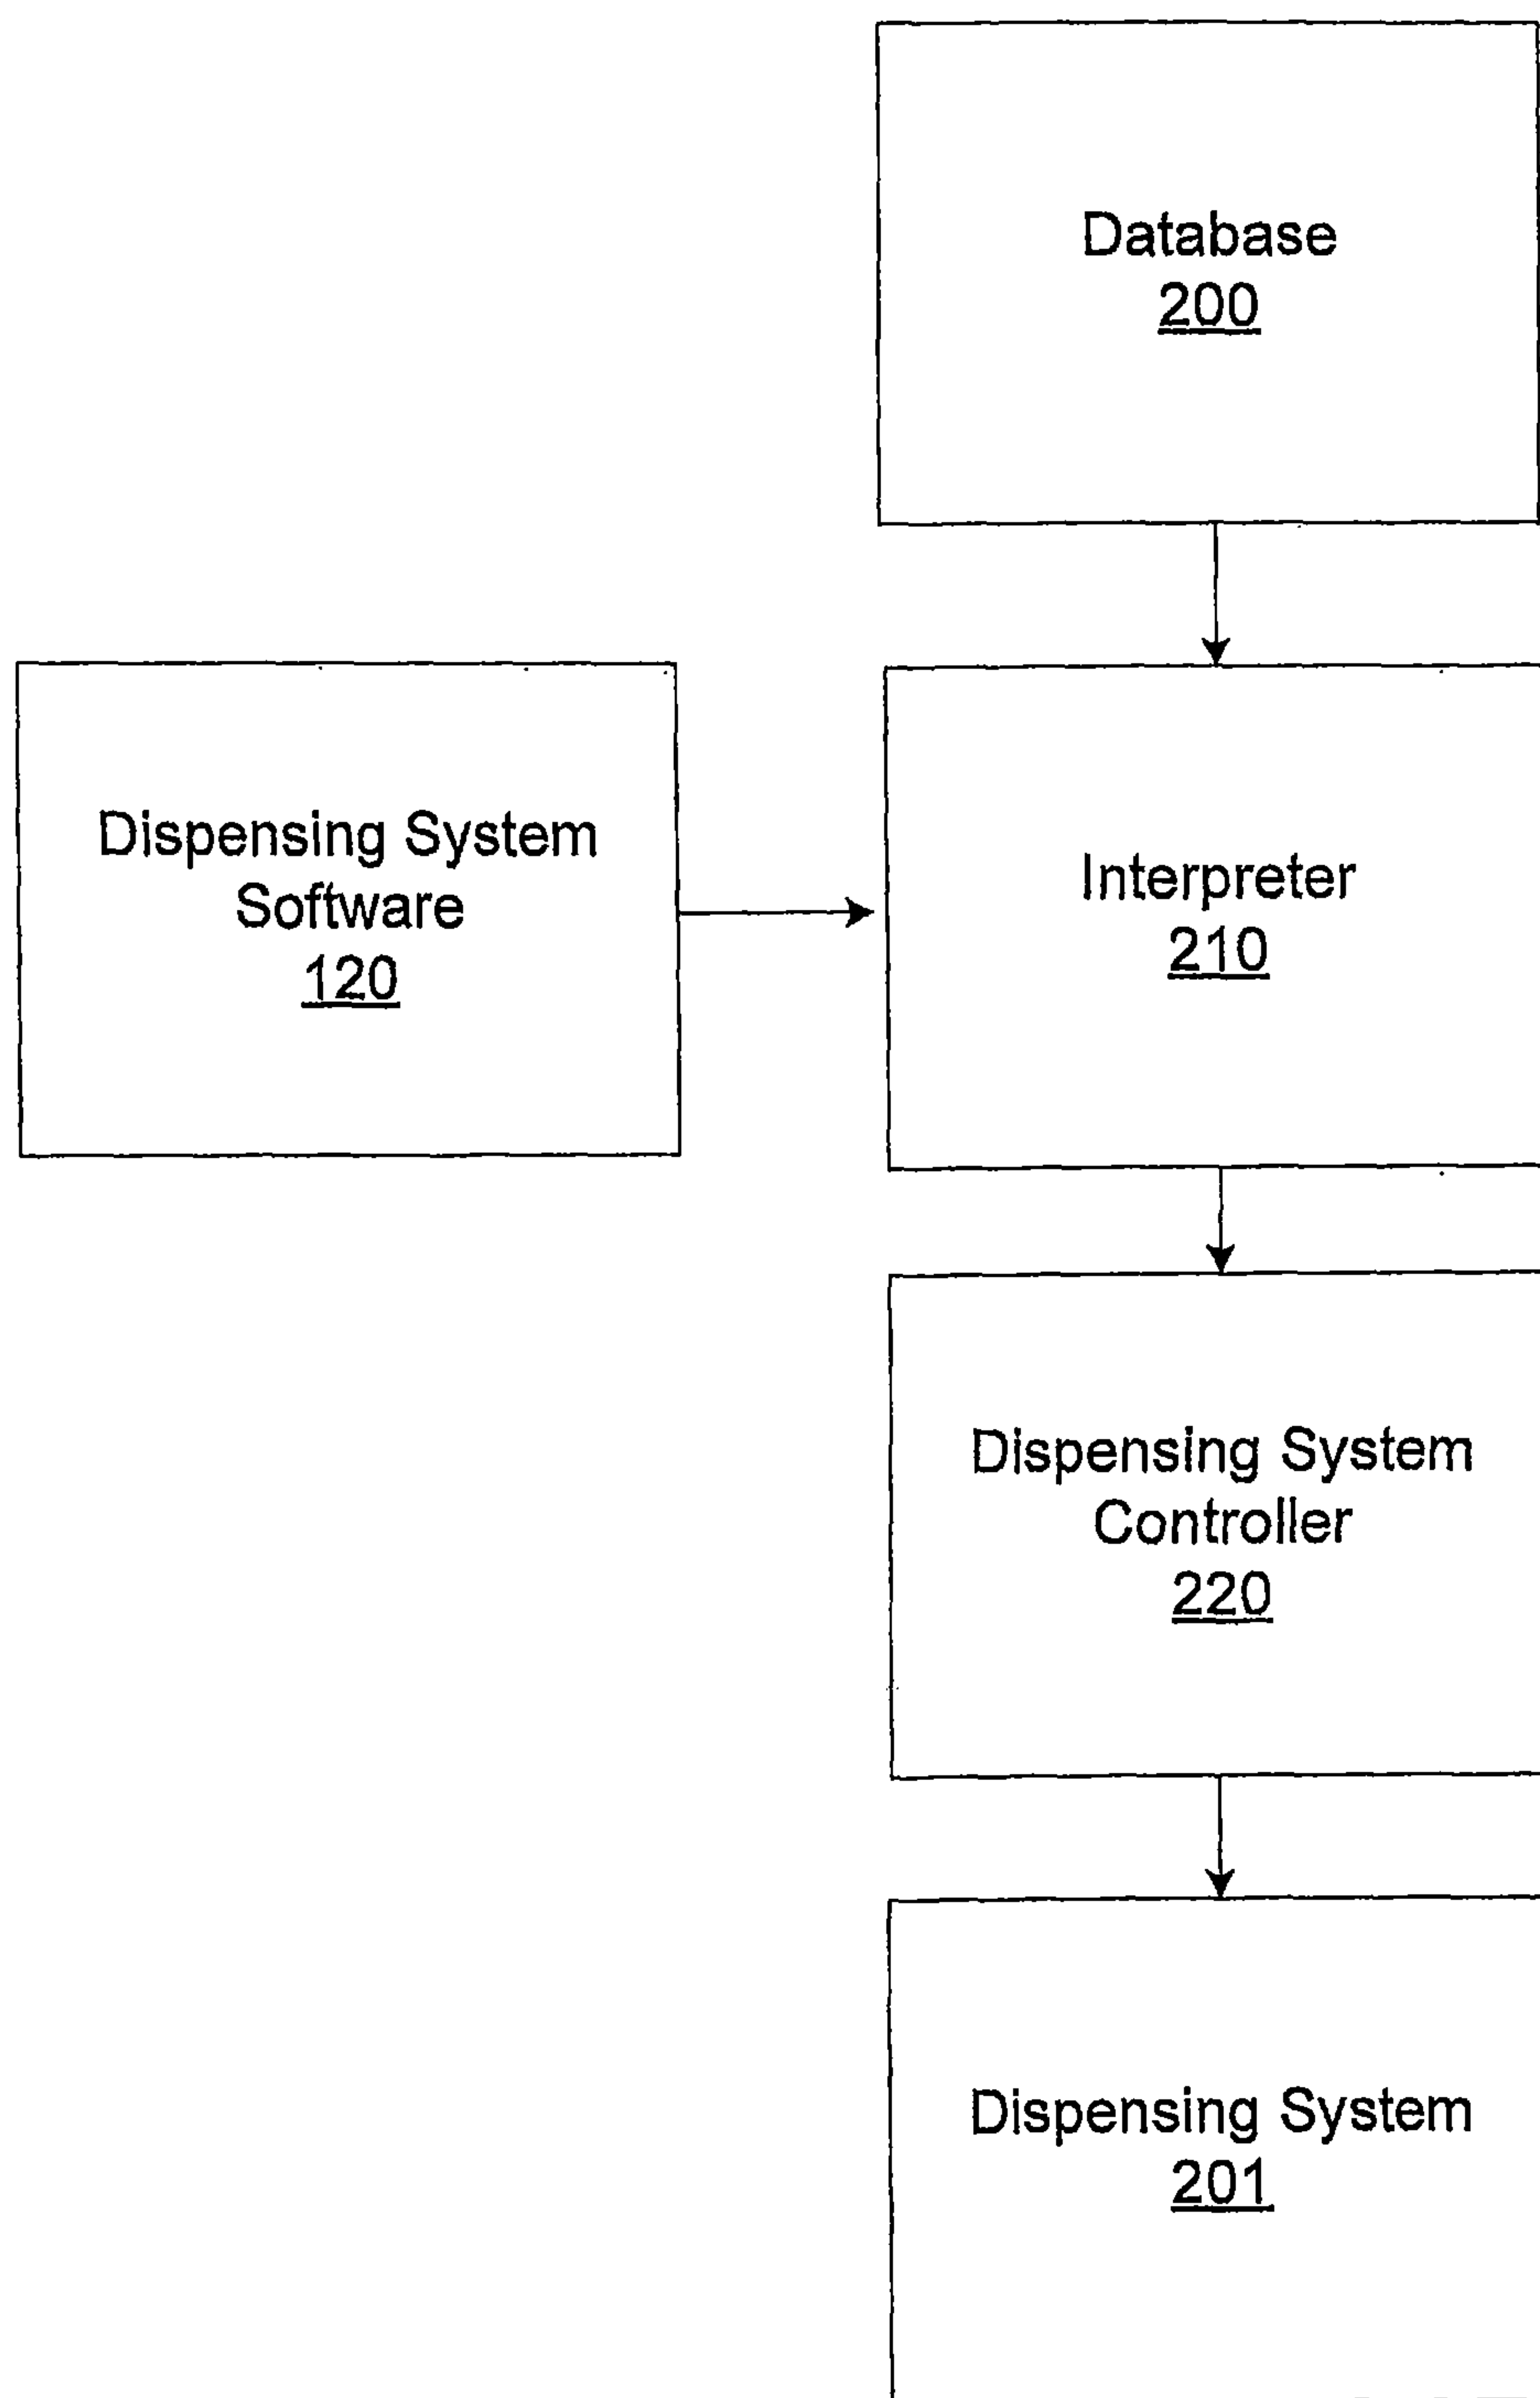 Database
200
Dispensing System
Software
120
Interpreter
210
Dispensing System
Controller
220
Dispensing System
201